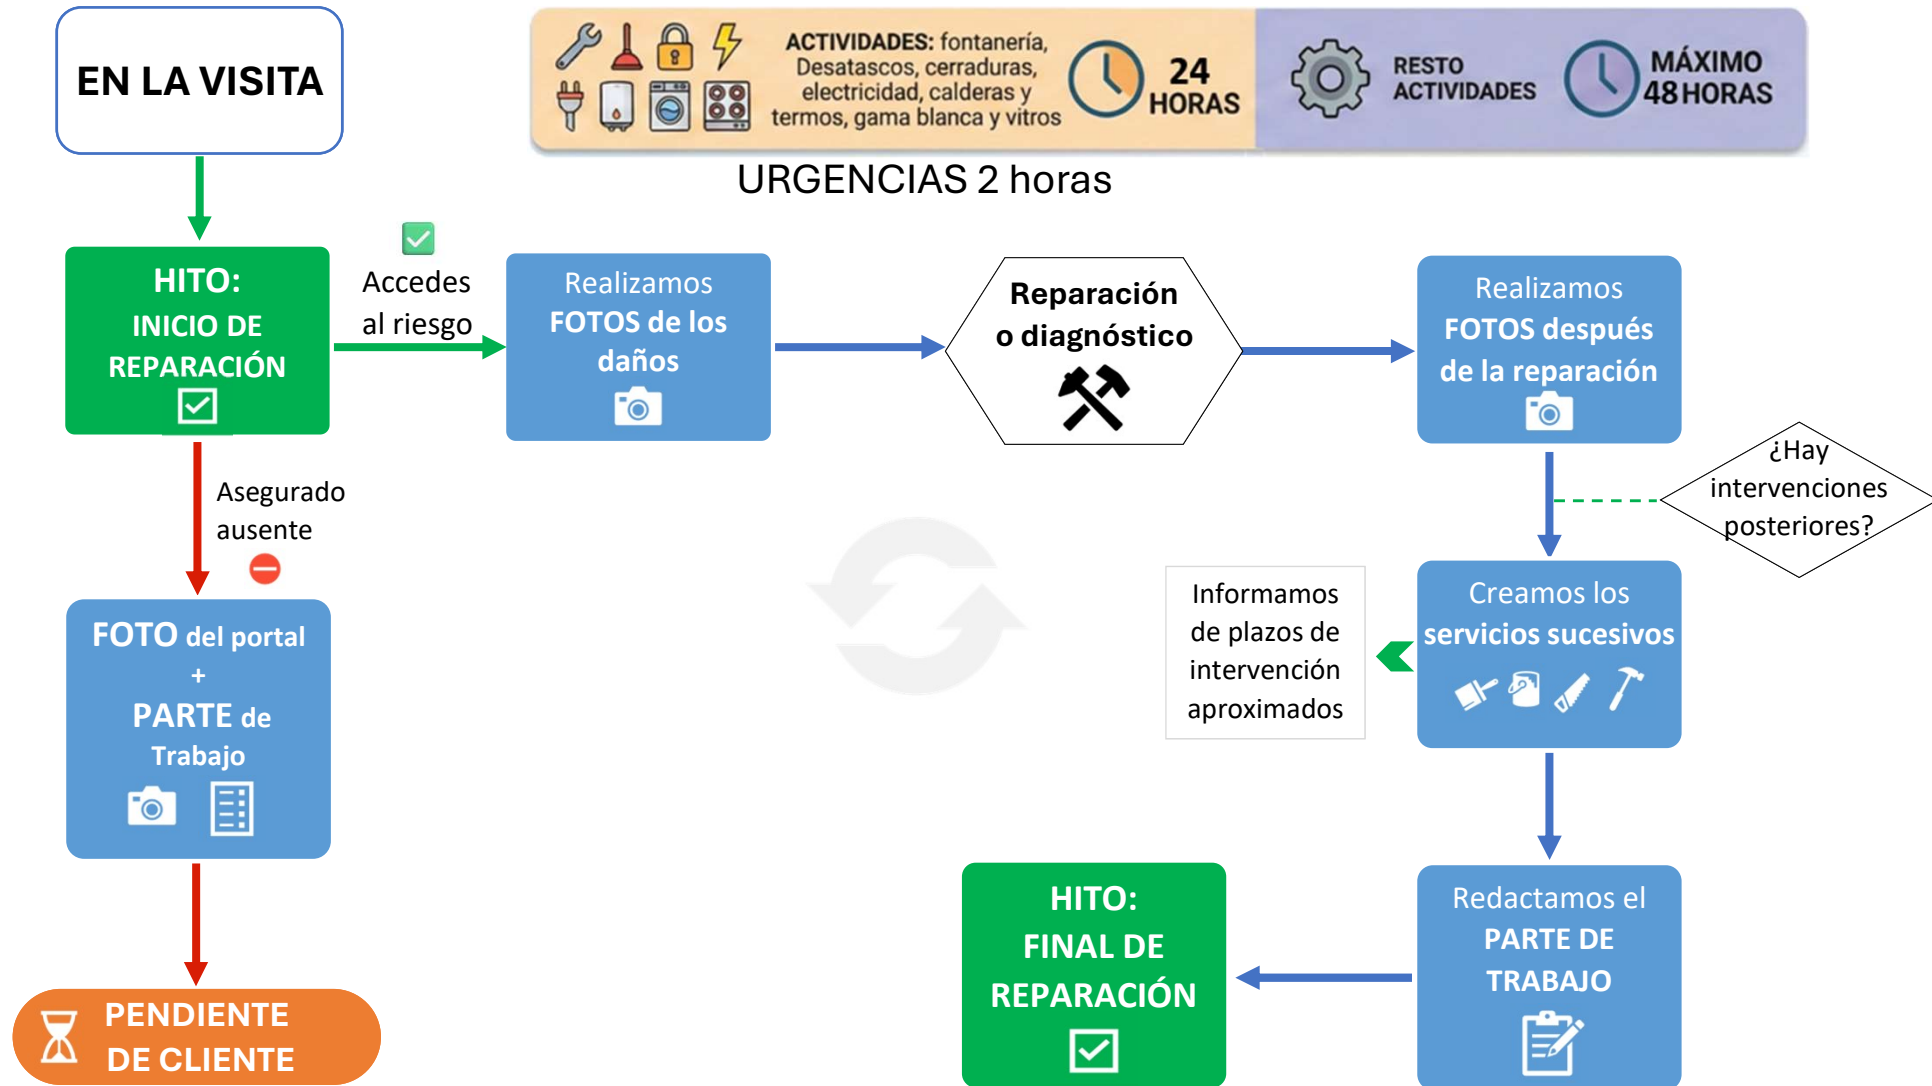 EN LA VISITA
ACTIVIDADES: fontanería,
Desatascos, cerraduras,
electricidad, calderas y
termos, gama blanca y vitros
24
HORAS
RESTO
ACTIVIDADES
MÁXIMO
48 HORAS
URGENCIAS 2 horas
HITO:
INICIO DE
REPARACIÓN
Accedes
al riesgo
Realizamos
FOTOS de los
daños
Reparación
o diagnóstico
Realizamos
FOTOS después
de la reparación
¿Hay
intervenciones
posteriores?
Asegurado
ausente
FOTO del portal
+
PARTE de
Trabajo
Informamos
de plazos de
intervención
aproximados
Creamos los
servicios sucesivos
HITO:
FINAL DE
REPARACIÓN
Redactamos el
PARTE DE
TRABAJO
PENDIENTE
DE CLIENTE